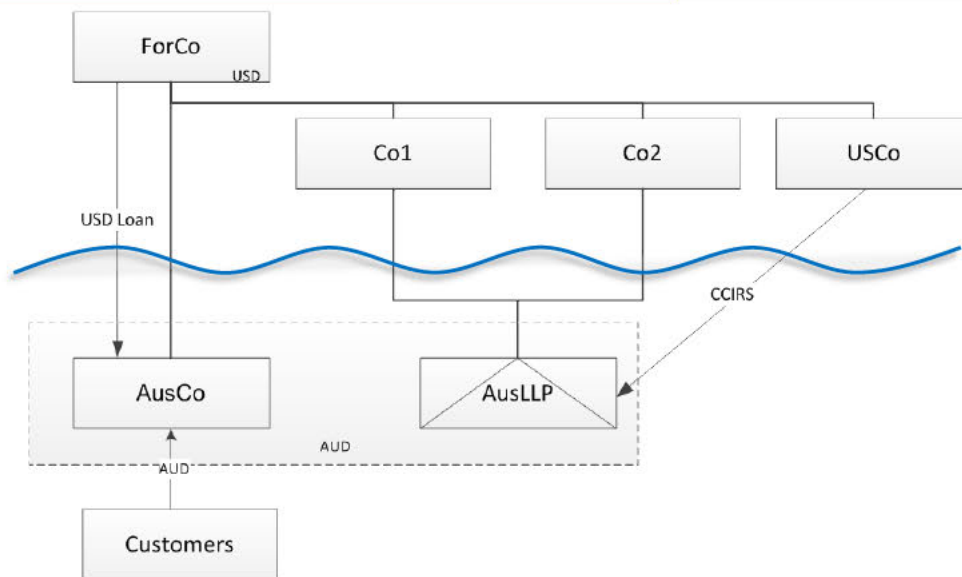 ForCo
USD
Co1
Co2
USCo
USD Loan
CCIRS
AusCo
AusLLP
AUD
AUD
Customers